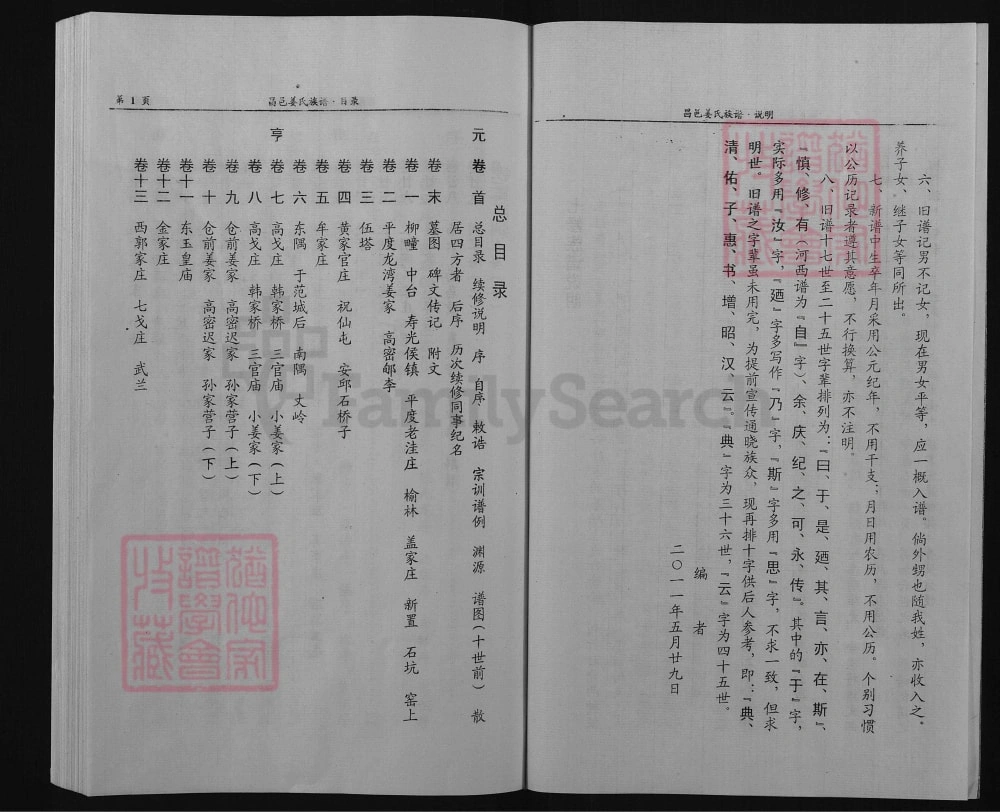 昌邑姜氏族谱·说明
六、旧谱记男不记女，现在男女平等，应一概入谱。倘外甥也随我姓，亦收入之。
养子女、继子女等同所出。
七、新谱中生卒年月采用公元纪年，不用干支；月日用农历，不用公历。个别习惯
以公历记录者遵其意愿，不行换算，亦不注明。
八、旧谱十七世至二十五世字辈排列为：『曰、于、是、廼、其、言、亦、在、斯』、
『慎、修、有（河西谱为『自』字）、余、庆、纪、之、可、永、传』。其中的『于』字，
实际多用『汝』字，『廼』字多写作『乃』字，『斯』字多用『思』字，不求一致，但求
明世。旧谱之字辈虽未用完，为提前宣传通晓族众，现再排十字供后人参考，即：『典、
清、佑、子、惠、书、增、昭、汉、云』。『典』字为三十六世，『云』字为四十五世。
编 者
二〇一一年五月廿九日
第1页
昌邑姜氏族谱·目录
总目录
元 卷首 总目录 续修说明 序 自序 敕诰 宗训谱例 渊源 谱图（十世前） 散
居四方者 后序 历次续修同事纪名
卷末 墓图 碑文传记 附文
卷一 柳疃 中台 寿光侯镇 平度老洼庄 榆林 盖家庄 新置 石坑 窑上
卷二 平度龙湾姜家 高密郇李
卷三 伍塔
卷四 黄家官庄 祝仙屯 安邱石桥子
卷五 牟家庄
卷六 东隅 于范城后 南隅 丈岭
亨 卷七 高戈庄 韩家桥 三官庙 小姜家（上）
卷八 高戈庄 韩家桥 三官庙 小姜家（下）
卷九 仓前姜家 高密迟家 孙家营子（上）
卷十 仓前姜家 高密迟家 孙家营子（下）
卷十一 东玉皇庙
卷十二 金家庄
卷十三 西郭家庄 七戈庄 武兰
FamilySearch